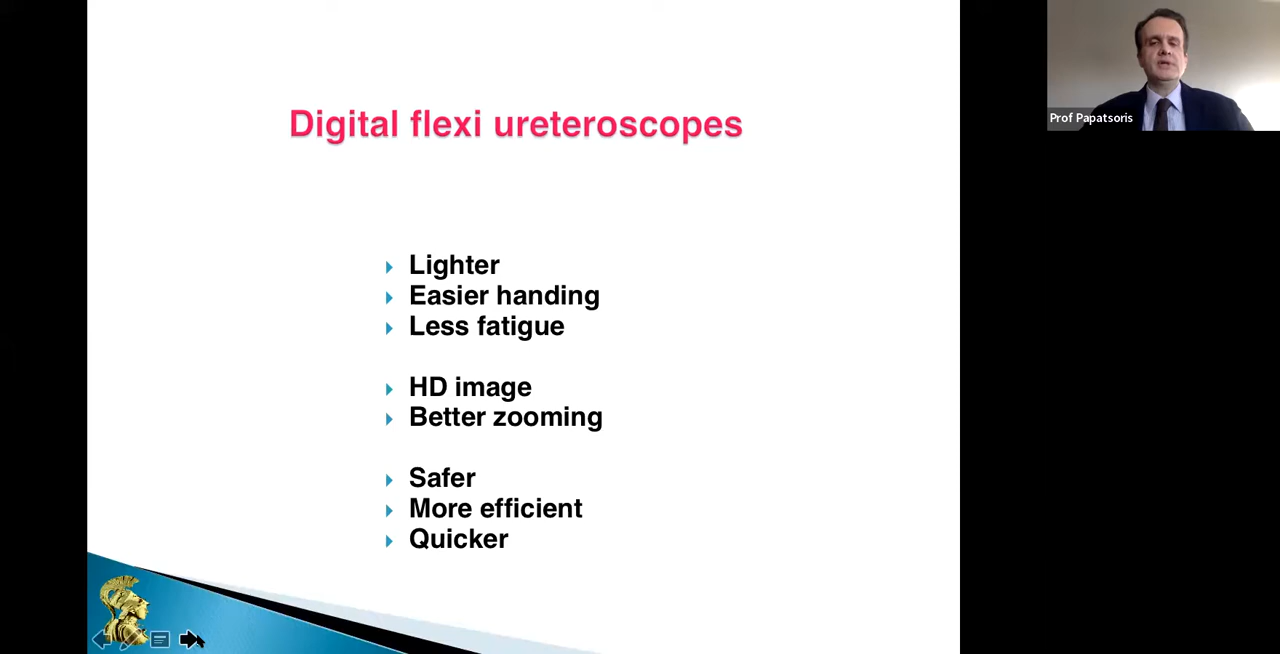 Digital flexi ureteroscopes
Lighter
Easier handing
Less fatigue
HD image
Better zooming
Safer
More efficient
Quicker
Prof Papatsoris